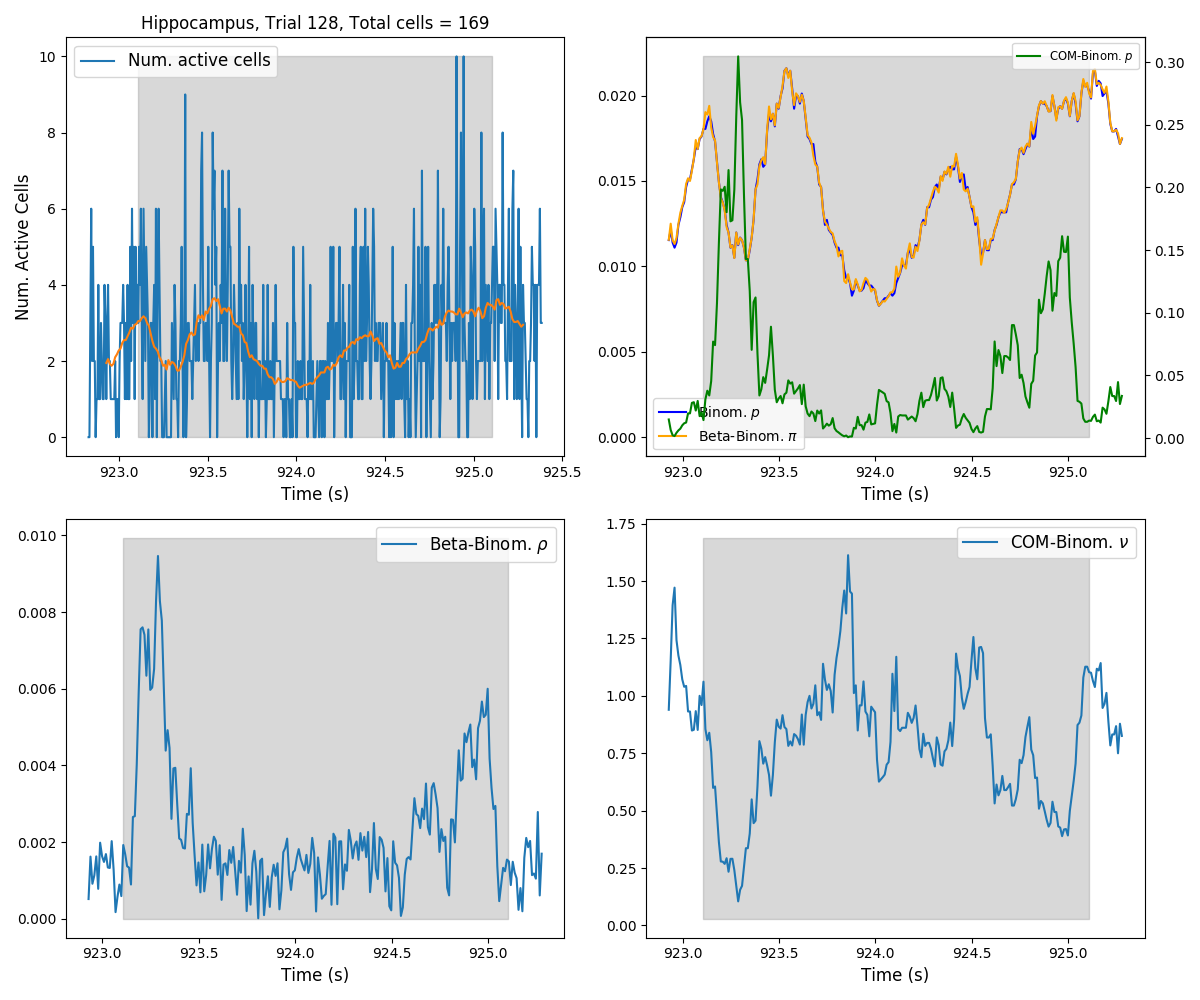 Hippocampus, Trial 128, Total cells = 169
Num. active cells
Num. Active Cells
10
8
6
4
2
0
923.0 923.5 924.0 924.5 925.0 925.5
Time (s)
COM-Binom. p
0.020
0.015
0.010
0.005
0.000
0.30
0.25
0.20
0.15
0.10
0.05
0.00
Binom. p
Beta-Binom. π
923.0 923.5 924.0 924.5 925.0
Time (s)
Beta-Binom. ρ
0.010
0.008
0.006
0.004
0.002
0.000
923.0 923.5 924.0 924.5 925.0
Time (s)
COM-Binom. ν
1.75
1.50
1.25
1.00
0.75
0.50
0.25
0.00
923.0 923.5 924.0 924.5 925.0
Time (s)